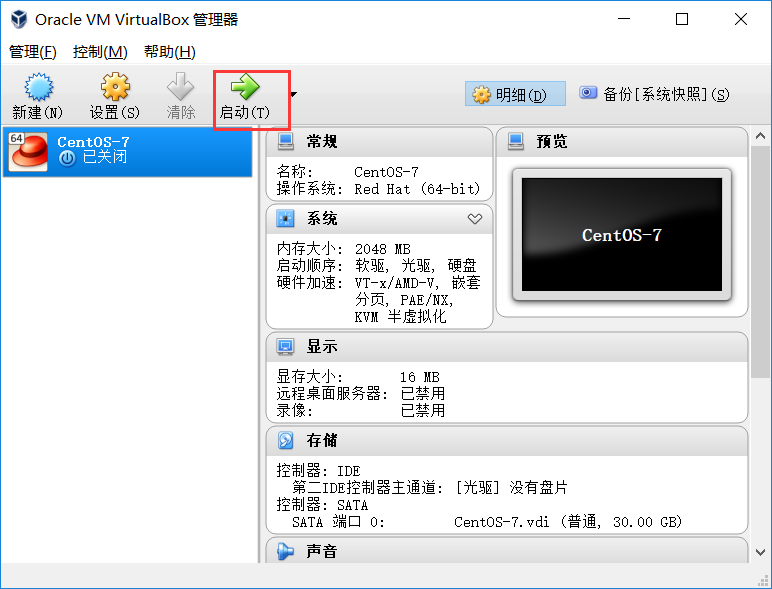 Oracle VM VirtualBox 管理器
管理(F) 控制(M) 帮助(H)
新建(N) 设置(S) 清除 启动(T) 明细(D) 备份[系统快照](S)
64 CentOS-7
已关闭
常规
名称: CentOS-7
操作系统: Red Hat (64-bit)
预览
CentOS-7
系统
内存大小: 2048 MB
启动顺序: 软驱, 光驱, 硬盘
硬件加速: VT-x/AMD-V, 嵌套
分页, PAE/NX,
KVM 半虚拟化
显示
显存大小: 16 MB
远程桌面服务器: 已禁用
录像: 已禁用
存储
控制器: IDE
第二IDE控制器主通道: [光驱] 没有盘片
控制器: SATA
SATA 端口 0: CentOS-7.vdi (普通, 30.00 GB)
声音